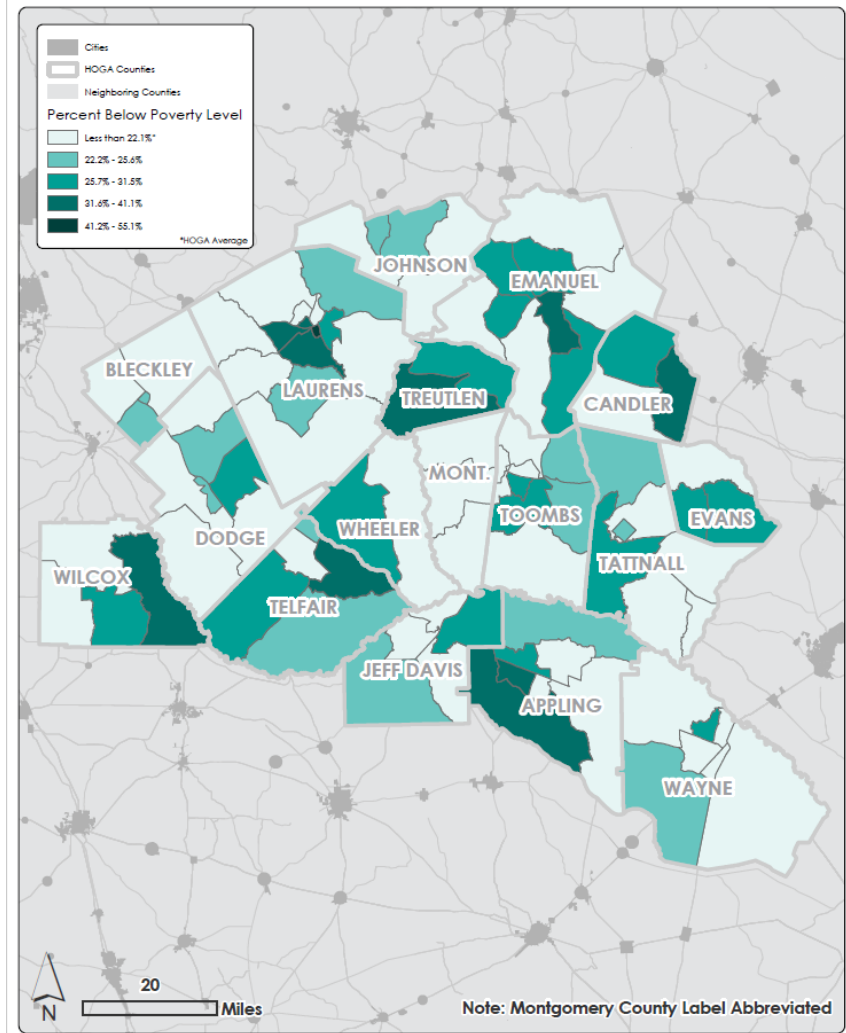 Cities
HOGA Counties
Neighboring Counties
Percent Below Poverty Level
Less than 22.1%*
22.2% - 25.6%
25.7% - 31.5%
31.6% - 41.1%
41.2% - 55.1%
*HOGA Average
JOHNSON
EMANUEL
BLECKLEY
LAURENS
TREUTLEN
CANDLER
MONT.
TOOMBS
EVANS
DODGE
WHEELER
TATTNALL
WILCOX
TELFAIR
JEFF DAVIS
APPLING
WAYNE
N
20
Miles
Note: Montgomery County Label Abbreviated